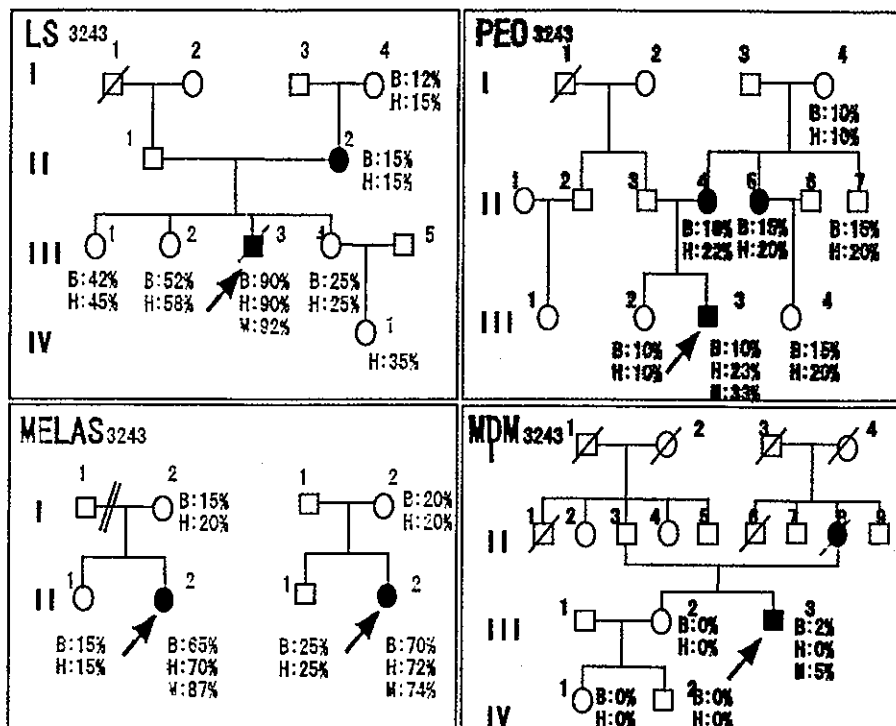 LS 3243
1 2 3 4
I
B:12%
H:15%
1 2
II
B:15%
H:15%
1 2 3 4 5
III
B:42% B:52% B:90% B:25%
H:45% H:58% H:90% H:25%
M:92%
1
IV
H:35%
PEO 3243
1 2 3 4
I
B:10%
H:10%
1 2 3 4 5 6 7
II
B:15% B:15%
H:22% H:20% H:20%
1 2 3 4
III
B:10% B:10% B:15%
H:10% H:23% H:20%
M:33%
MELAS 3243
1 2 1 2
I
B:15% B:20%
H:20% H:20%
1 2 1 2
II
B:15% B:65% B:25% B:70%
H:15% H:70% H:25% H:72%
M:87% M:74%
MDM 3243
I
1 2 3 4
1 2 3 4 5 6 7 8 9
II
1 2 3
III
B:0% B:2%
H:0% H:0%
M:5%
1 2
B:0% B:0%
IV
H:0% H:0%